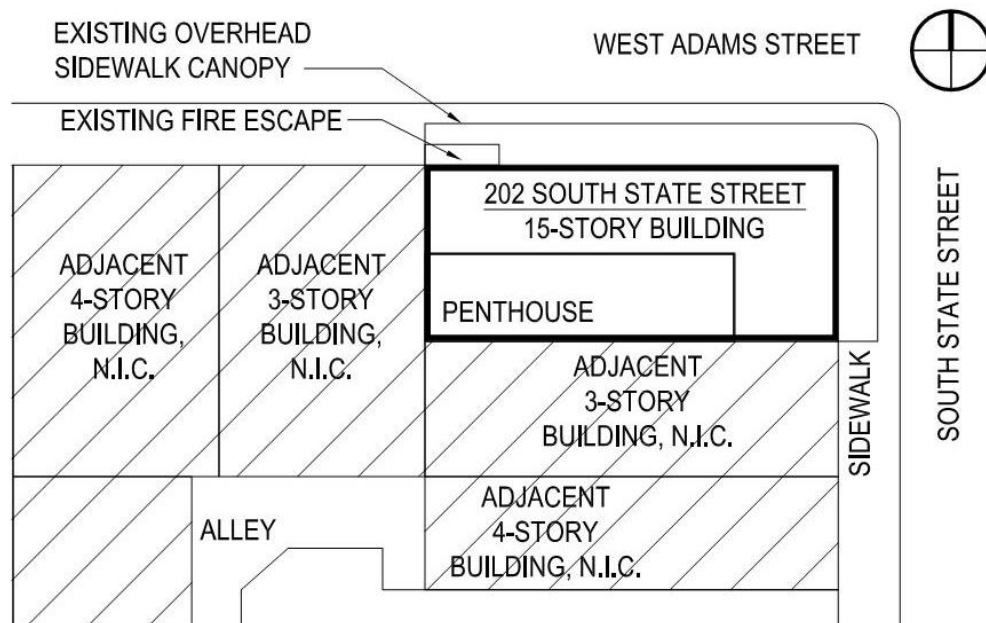 EXISTING OVERHEAD
SIDEWALK CANOPY
WEST ADAMS STREET
EXISTING FIRE ESCAPE
202 SOUTH STATE STREET
15-STORY BUILDING
PENTHOUSE
ADJACENT
4-STORY
BUILDING,
N.I.C.
ADJACENT
3-STORY
BUILDING,
N.I.C.
ADJACENT
3-STORY
BUILDING, N.I.C.
ADJACENT
4-STORY
BUILDING, N.I.C.
ALLEY
SIDEWALK
SOUTH STATE STREET